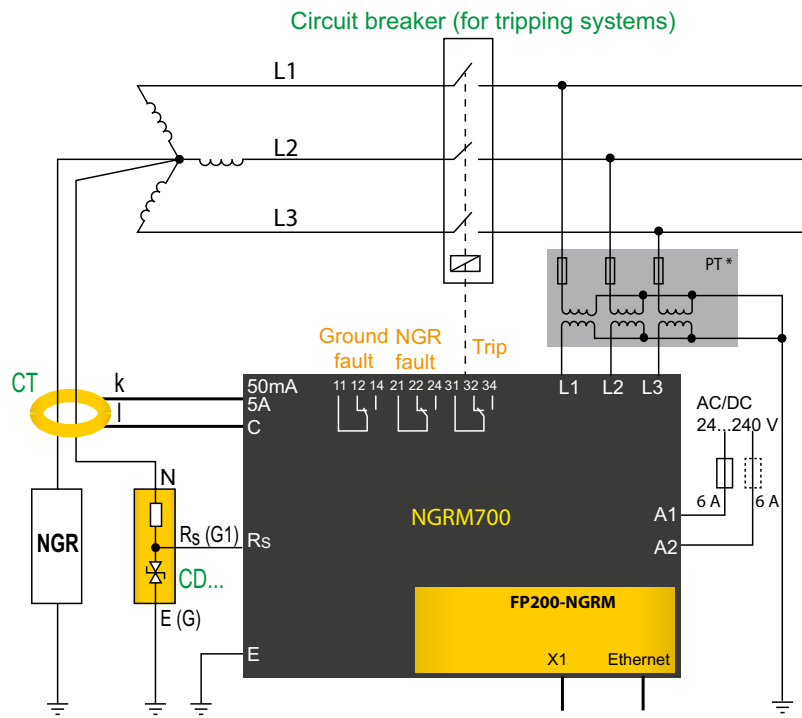 Circuit breaker (for tripping systems)
L1
L2
L3
PT *
Ground fault
NGR fault
Trip
CT
k
l
50mA
5A
C
11 12 14 21 22 24 31 32 34
L1 L2 L3
AC/DC
24...240 V
6 A
6 A
N
NGR
Rs (G1)
Rs
CD...
E (G)
NGRM700
A1
A2
FP200-NGRM
E
X1
Ethernet